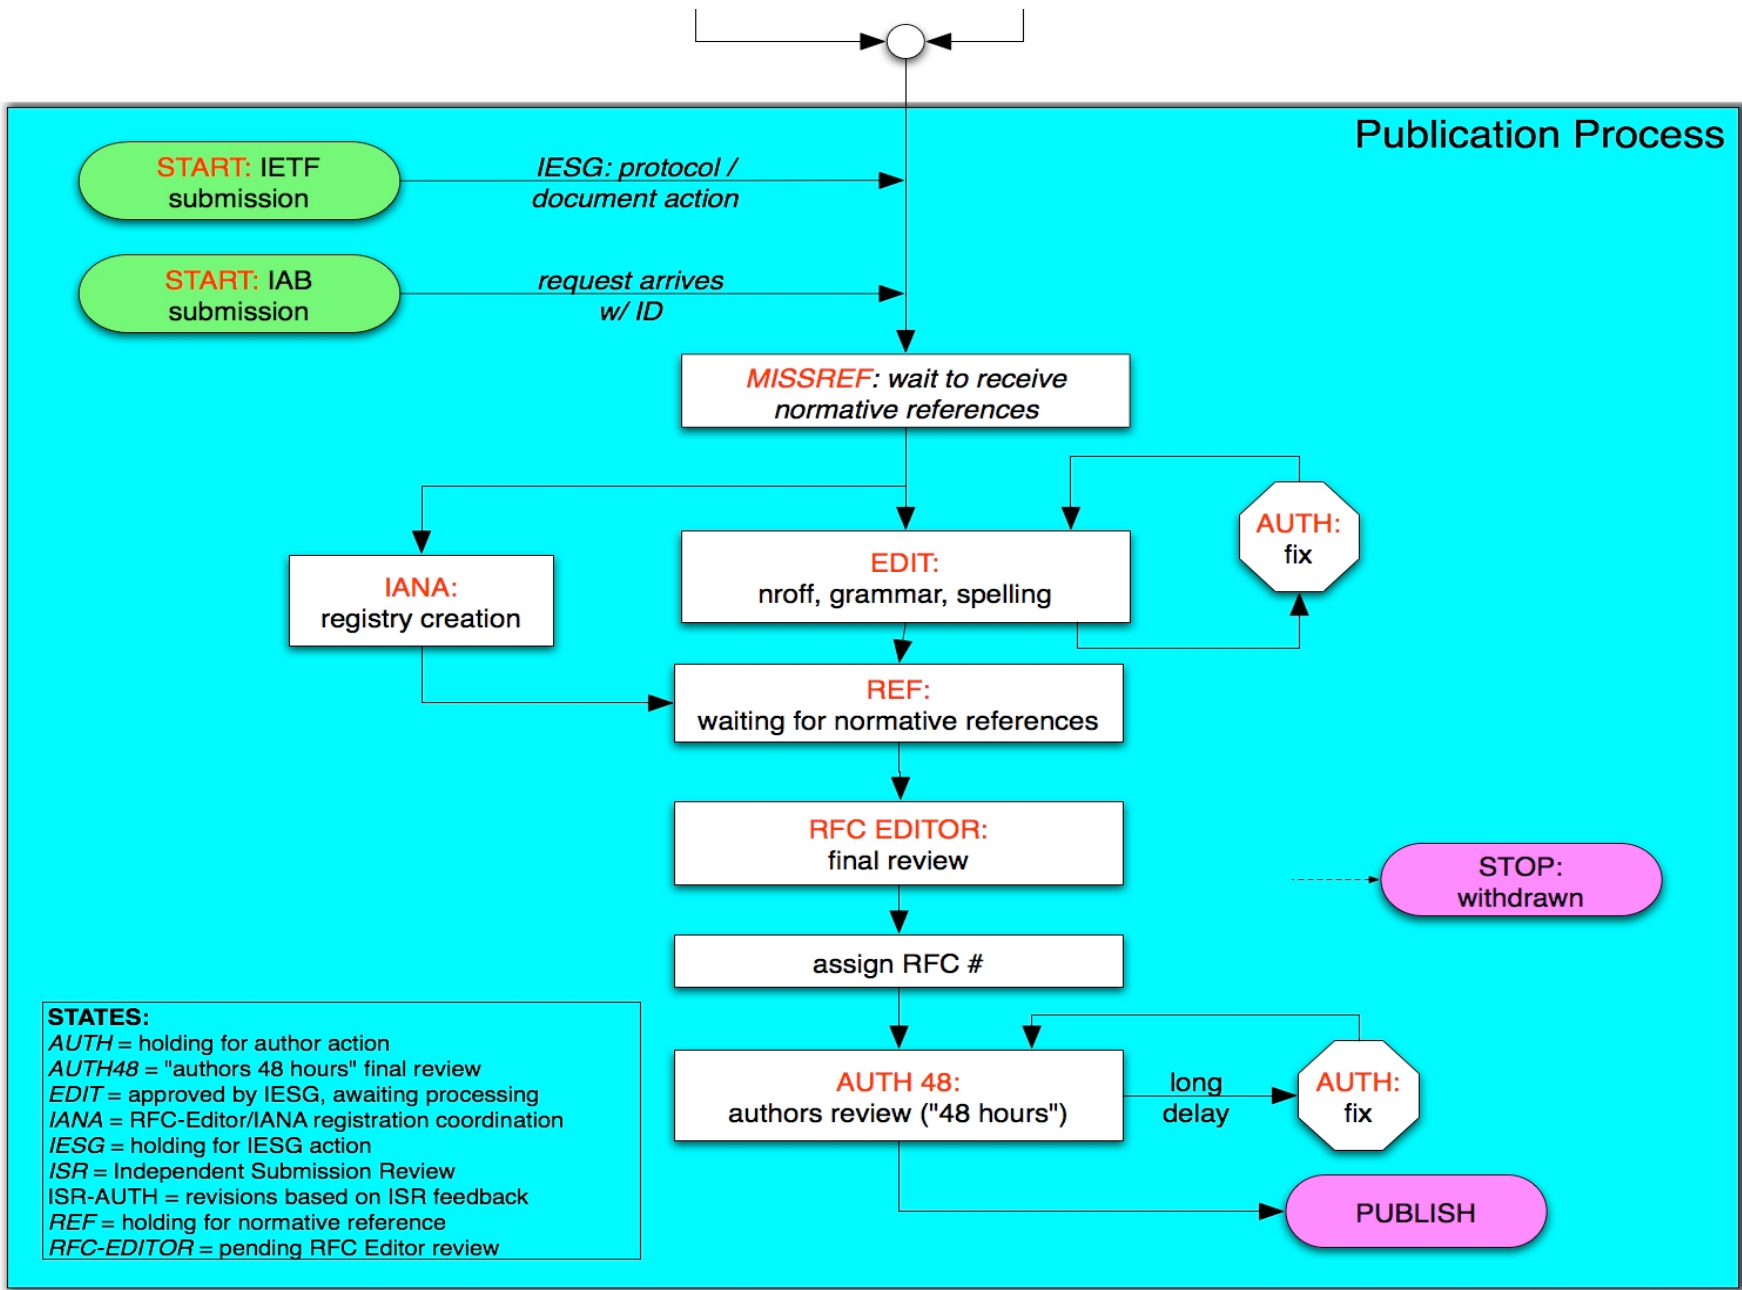 Publication Process
START: IETF
submission
IESG: protocol /
document action
START: IAB
submission
request arrives
w/ ID
MISSREF: wait to receive
normative references
AUTH:
fix
EDIT:
nroff, grammar, spelling
IANA:
registry creation
REF:
waiting for normative references
RFC EDITOR:
final review
STOP:
withdrawn
assign RFC #
AUTH 48:
authors review ("48 hours")
long
delay
AUTH:
fix
PUBLISH
STATES:
AUTH = holding for author action
AUTH48 = "authors 48 hours" final review
EDIT = approved by IESG, awaiting processing
IANA = RFC-Editor/IANA registration coordination
IESG = holding for IESG action
ISR = Independent Submission Review
ISR-AUTH = revisions based on ISR feedback
REF = holding for normative reference
RFC-EDITOR = pending RFC Editor review